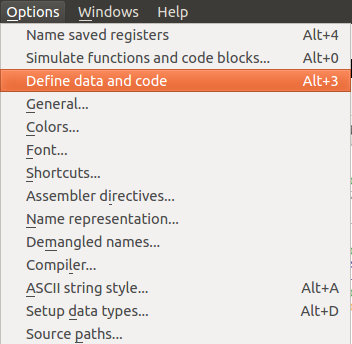 Options Windows Help
Name saved registers Alt+4
Simulate functions and code blocks... Alt+0
Define data and code Alt+3
General...
Colors...
Font...
Shortcuts...
Assembler directives...
Name representation...
Demangled names...
Compiler...
ASCII string style... Alt+A
Setup data types... Alt+D
Source paths...